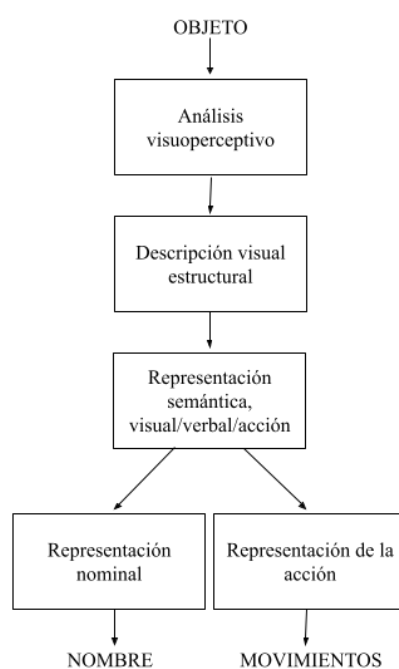 OBJETO
Análisis
visuoperceptivo
Descripción visual
estructural
Representación
semántica,
visual/verbal/acción
Representación
nominal
Representación de la
acción
NOMBRE
MOVIMIENTOS